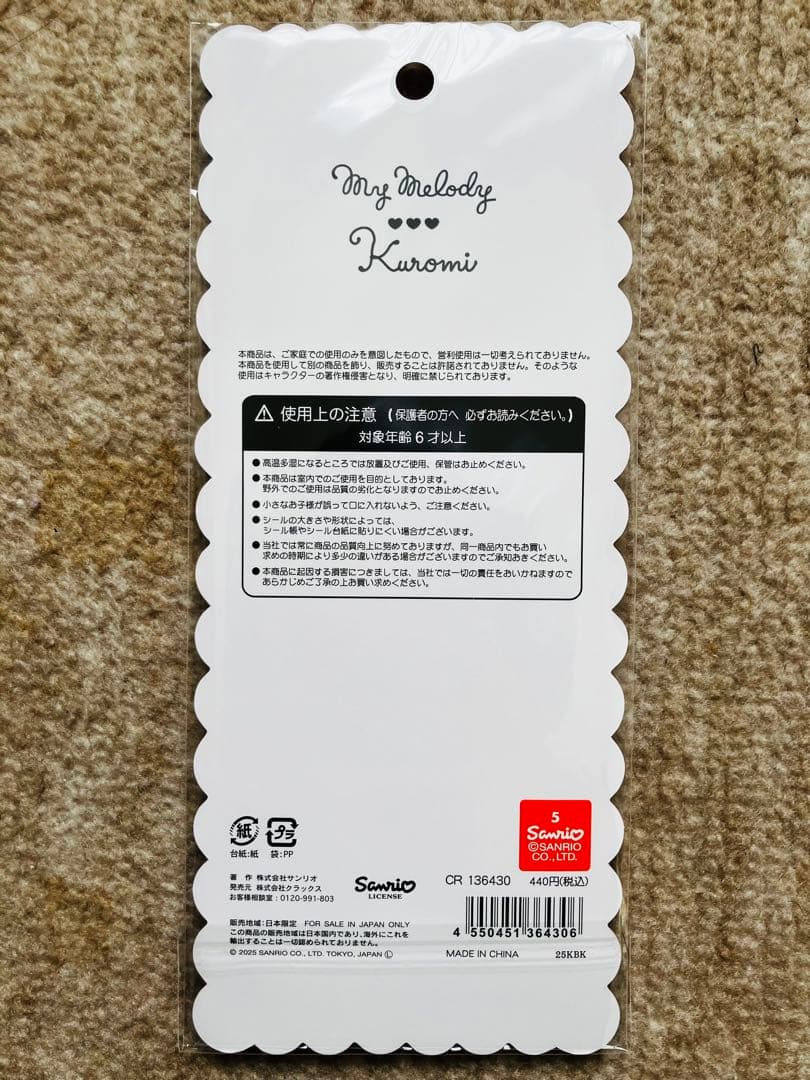 My Melody
Kuromi
本商品は、ご家庭での使用のみを意図したもので、営利使用は一切考えられておりません。
本商品を使用して別の商品を飾り、販売することは許諾されておりません。そのような
使用はキャラクターの著作権侵害となり、明確に禁じられております。
使用上の注意 (保護者の方へ 必ずお読みください。)
対象年齢6才以上
●高温多湿になるところでは放置及びご使用、保管はお止めください。
●本商品は室内でのご使用を目的としております。
野外でのご使用は品質の劣化となりますのでお止めください。
●小さなお子様が誤って口に入れないよう、ご注意ください。
●シールの大きさや形状によっては、
シール帳やシール台紙に貼りにくい場合がございます。
●当社では常に商品の品質向上に努めておりますが、同一商品内でもお買い
求めの時期により多少の違いがある場合がございますのでご承知おきください。
●本商品に起因する損害につきましては、当社では一切の責任をおいかねますので
あらかじめご了承の上お買い求めください。
5
Sanrio
©SANRIO
CO., LTD.
紙 プラ
台紙:紙 袋:PP
著 作 株式会社サンリオ
発売元 株式会社クラックス
お客様相談室:0120-991-803
Sanrio
LICENSE
CR 136430 440円(税込)
4 550451 364306
販売地域:日本限定 FOR SALE IN JAPAN ONLY
この商品の販売地域は日本国内であり、海外にこれを
輸出することは一切認められておりません。
© 2025 SANRIO CO., LTD. TOKYO, JAPAN Ⓛ
MADE IN CHINA 25KBK